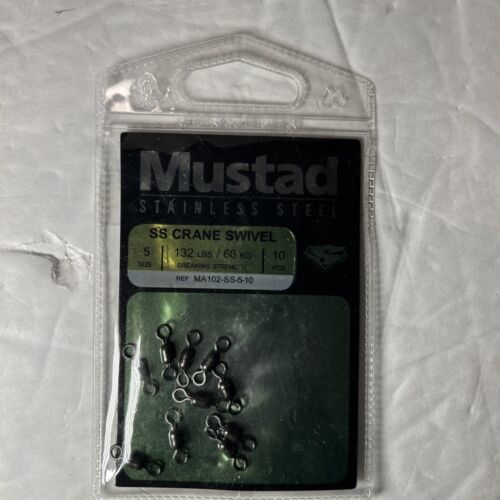 Mustad
STAINLESS STEEL
SS CRANE SWIVEL
5 132 LBS / 60 KG 10
SIZE BREAKING STRENGTH PCS
REF MA102-SS-5-10